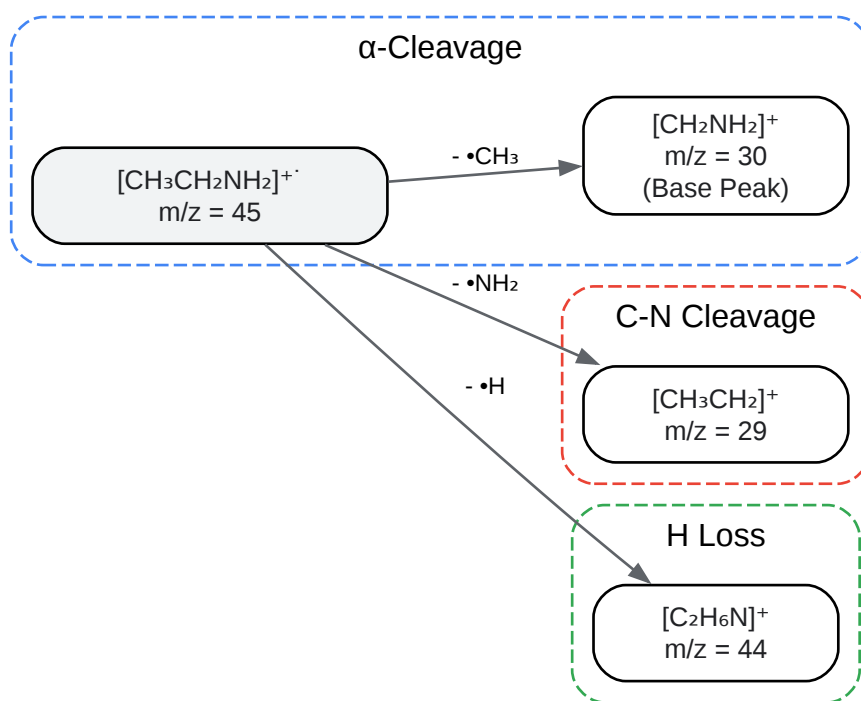 α-Cleavage
[CH₃CH₂NH₂]⁺˙
m/z = 45
- •CH₃
[CH₂NH₂]⁺
m/z = 30
(Base Peak)
- •NH₂
C-N Cleavage
[CH₃CH₂]⁺
m/z = 29
- •H
H Loss
[C₂H₆N]⁺
m/z = 44